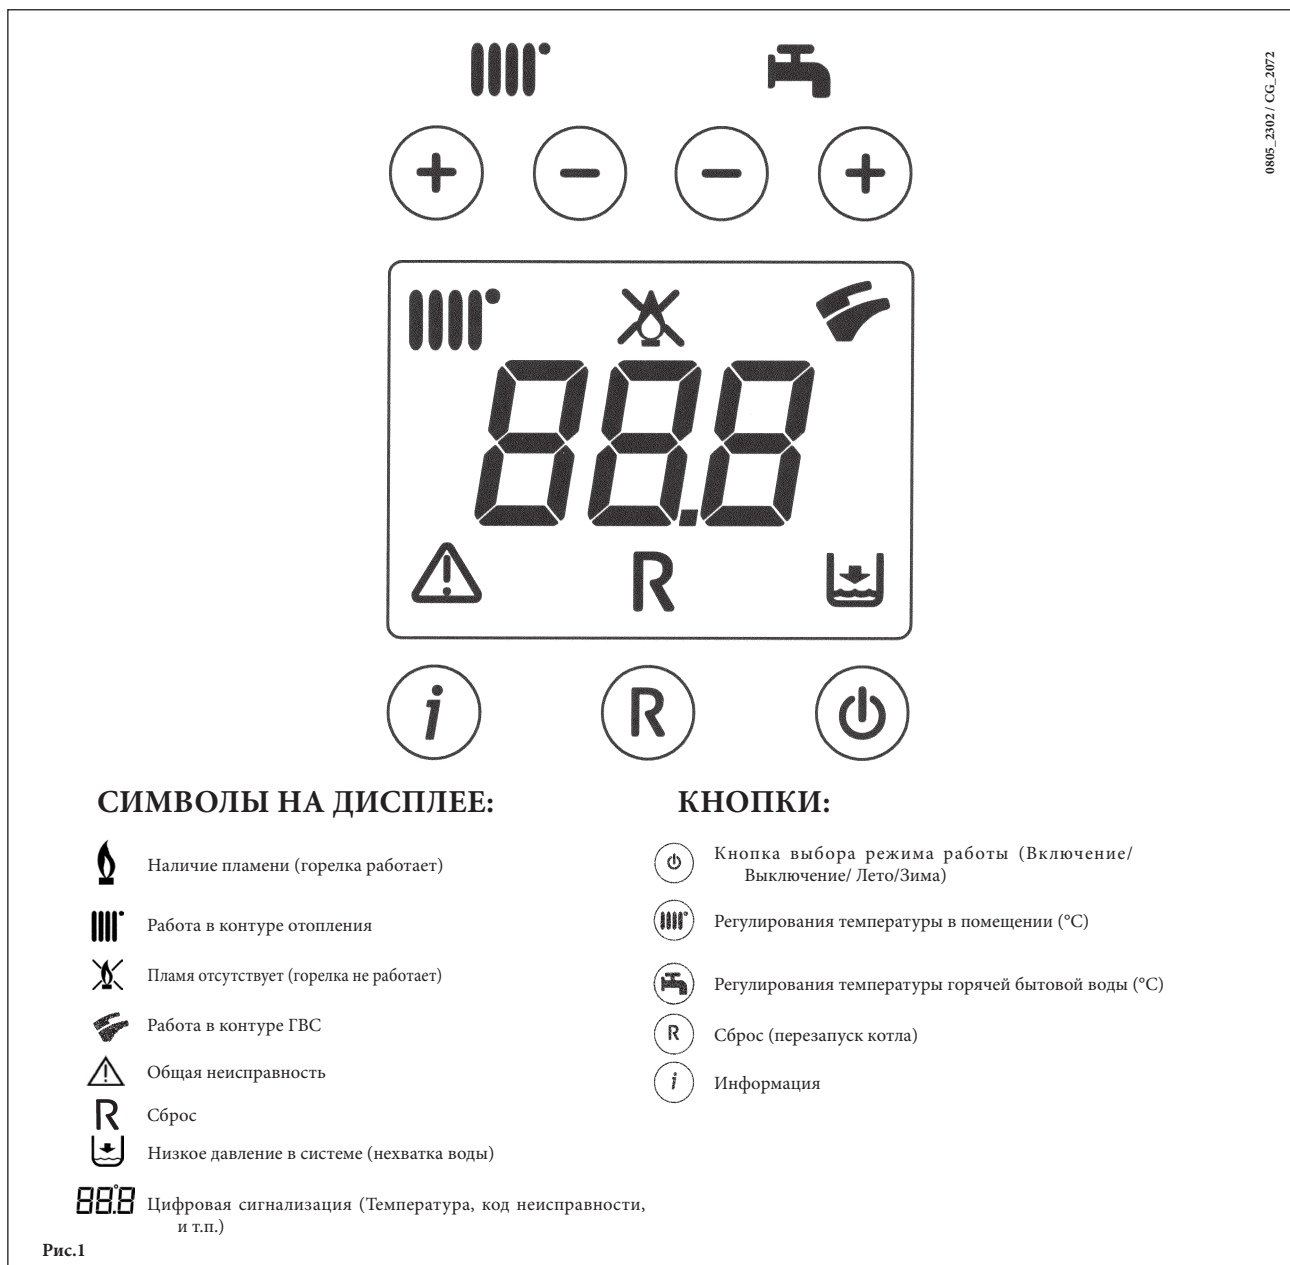 0805_2302 / CG_2072
+ − − +
88.8
R
i R
СИМВОЛЫ НА ДИСПЛЕЕ:
Наличие пламени (горелка работает)
Работа в контуре отопления
Пламя отсутствует (горелка не работает)
Работа в контуре ГВС
Общая неисправность
R Сброс
Низкое давление в системе (нехватка воды)
88.8 Цифровая сигнализация (Температура, код неисправности,
и т.п.)
КНОПКИ:
Кнопка выбора режима работы (Включение/
Выключение/ Лето/Зима)
Регулирования температуры в помещении (°C)
Регулирования температуры горячей бытовой воды (°C)
R Сброс (перезапуск котла)
i Информация
Рис.1